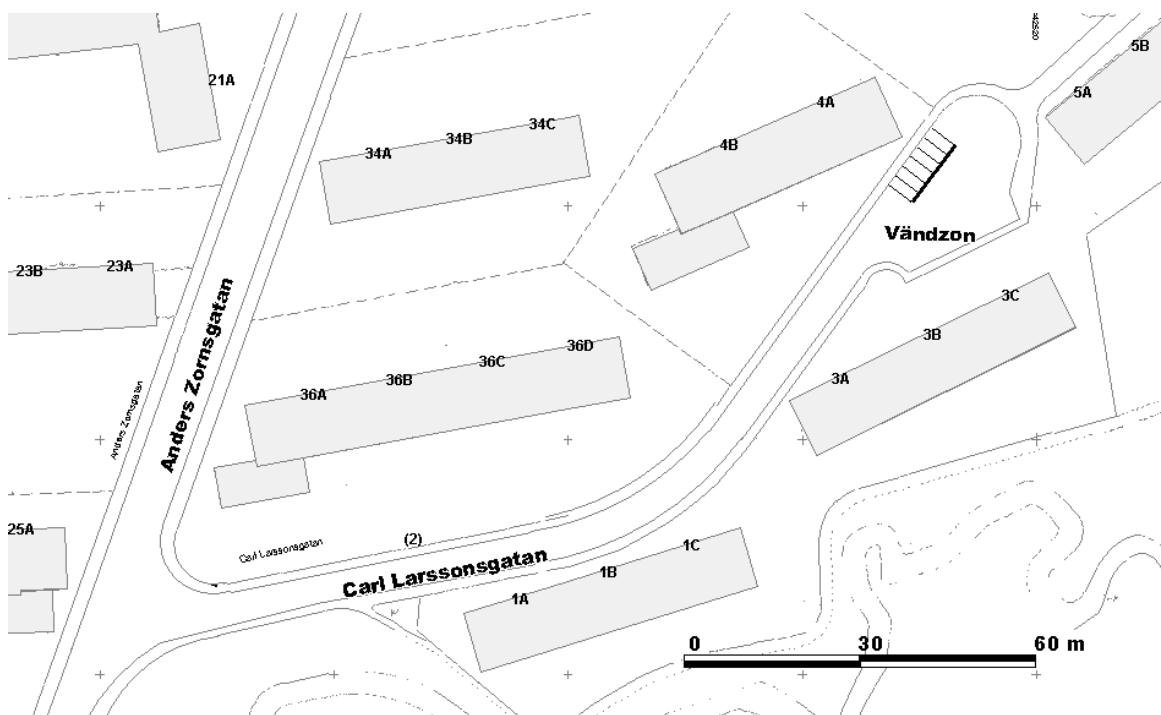 42520
5B
21A
5A
4A
34C
34B
4B
34A
Vändzon
23B
23A
3C
Anders Zornsgatan
3B
36D
36C
36B
3A
36A
Anders Zornsgatan
25A
(2)
Carl Larssonsgatan
1C
Carl Larssonsgatan
1B
1A
0 30 60 m